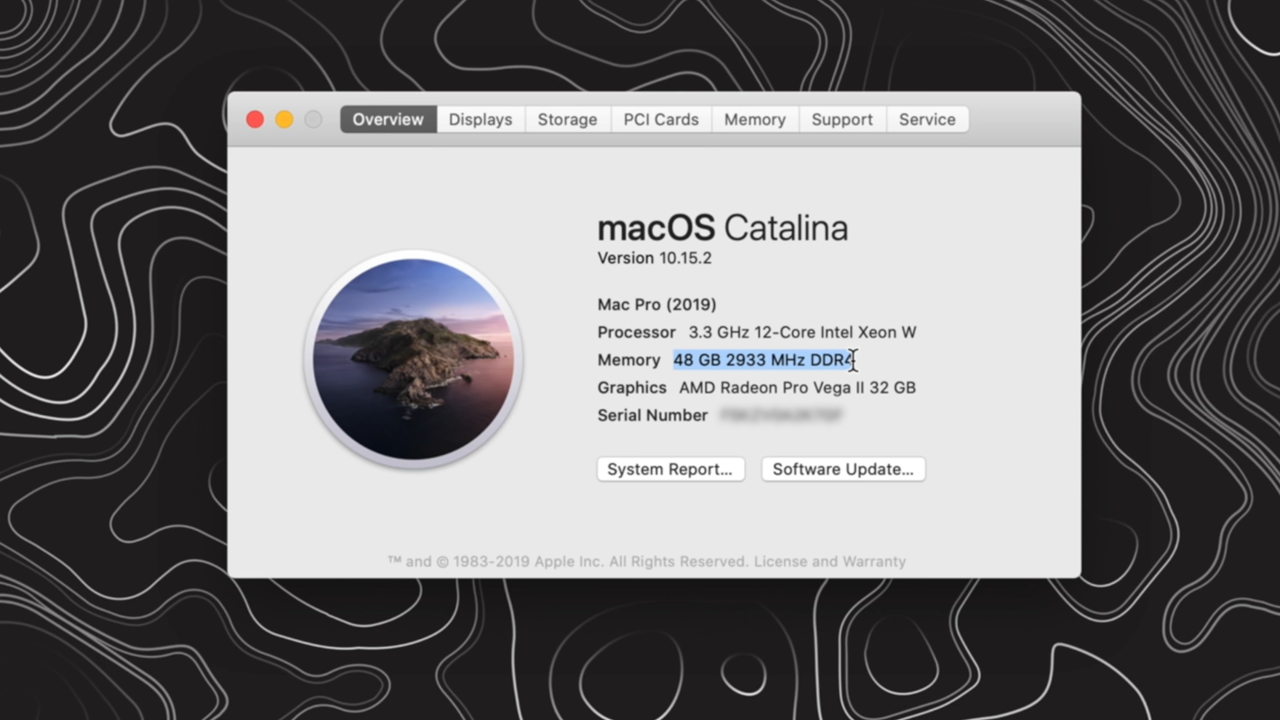 Overview Displays Storage PCI Cards Memory Support Service
macOS Catalina
Version 10.15.2
Mac Pro (2019)
Processor 3.3 GHz 12-Core Intel Xeon W
Memory 48 GB 2933 MHz DDR4
Graphics AMD Radeon Pro Vega II 32 GB
Serial Number
System Report... Software Update...
™ and © 1983-2019 Apple Inc. All Rights Reserved. License and Warranty